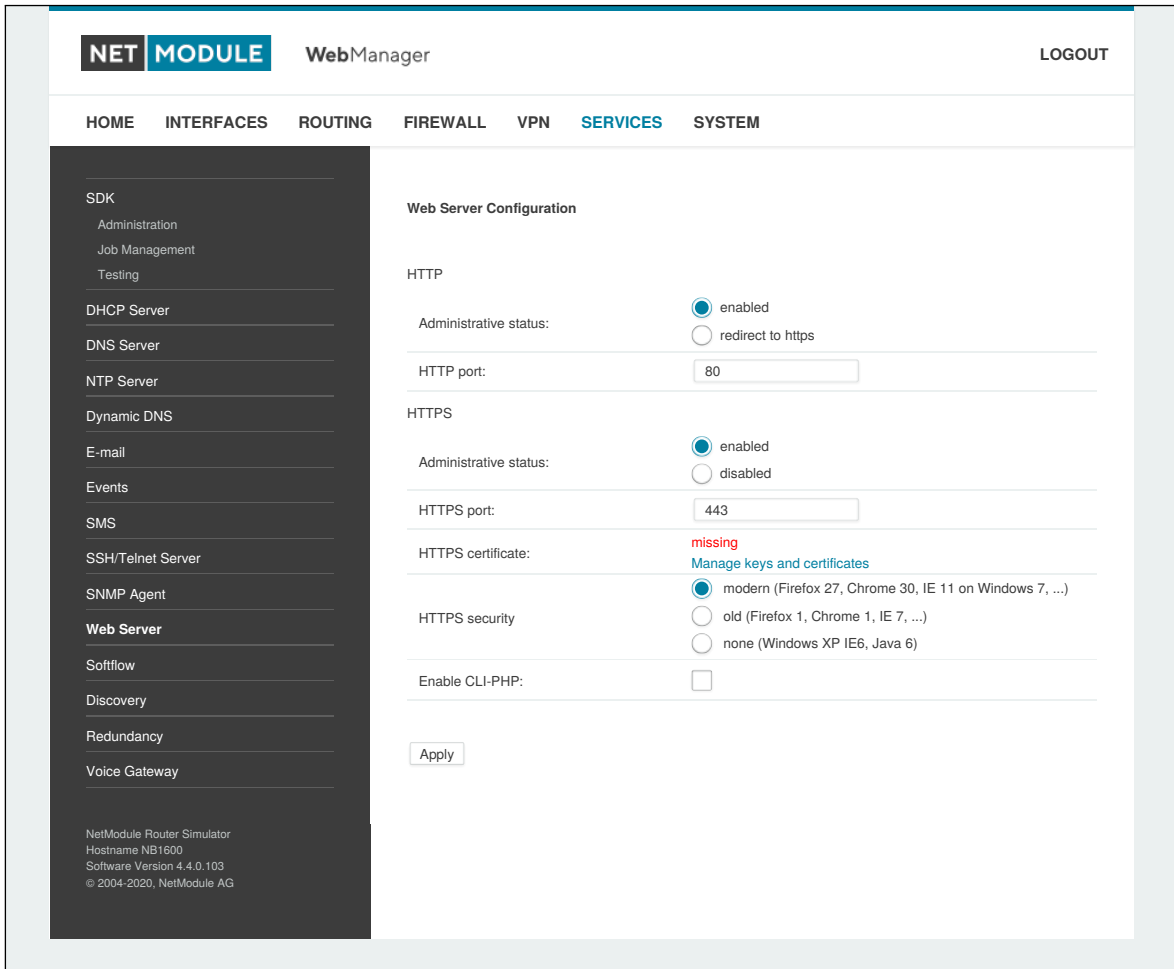 NET MODULE WebManager LOGOUT
HOME INTERFACES ROUTING FIREWALL VPN SERVICES SYSTEM
SDK
Administration
Job Management
Testing
DHCP Server
DNS Server
NTP Server
Dynamic DNS
E-mail
Events
SMS
SSH/Telnet Server
SNMP Agent
Web Server
Softflow
Discovery
Redundancy
Voice Gateway
NetModule Router Simulator
Hostname NB1600
Software Version 4.4.0.103
© 2004-2020, NetModule AG
Web Server Configuration
HTTP
Administrative status:
enabled
redirect to https
HTTP port: 80
HTTPS
Administrative status:
enabled
disabled
HTTPS port: 443
HTTPS certificate:
missing
Manage keys and certificates
HTTPS security
modern (Firefox 27, Chrome 30, IE 11 on Windows 7, ...)
old (Firefox 1, Chrome 1, IE 7, ...)
none (Windows XP IE6, Java 6)
Enable CLI-PHP:
Apply